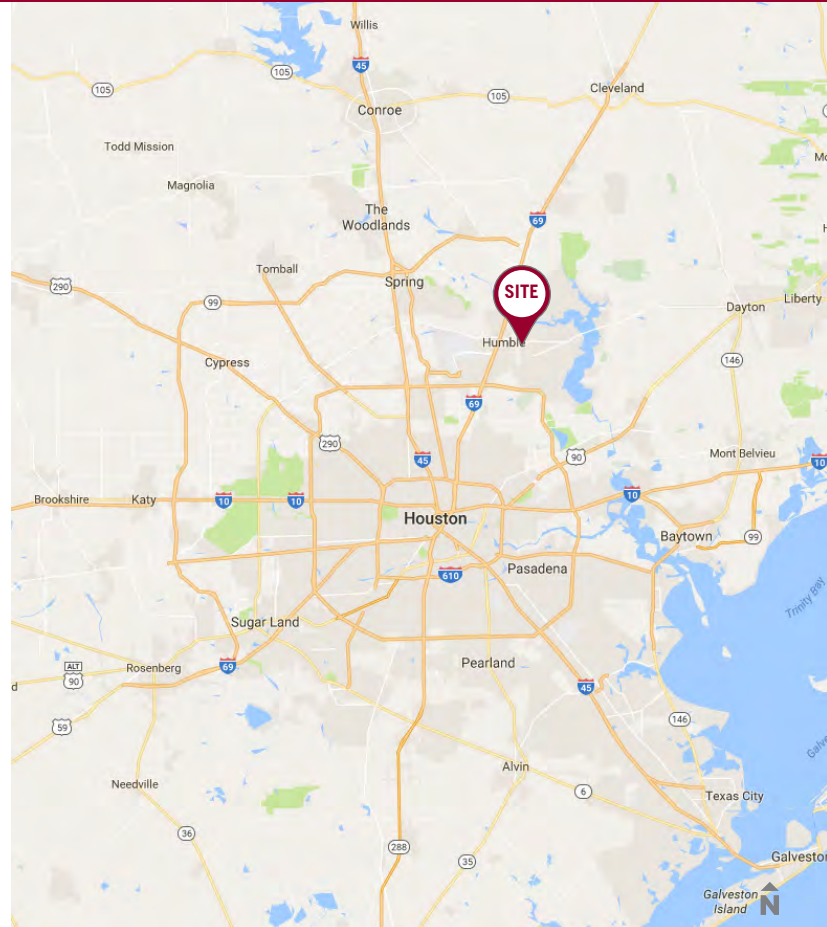 Willis
45
105
105
105
Cleveland
Conroe
Todd Mission
Magnolia
The
Woodlands
69
Tomball
290
Spring
SITE
99
Dayton
Liberty
Humble
146
Cypress
69
290
45
90
Mont Belvieu
10
Brookshire
Katy
10
10
10
Houston
Baytown
99
610
Pasadena
Trinity Bay
Sugar Land
ALT
90
Rosenberg
69
Pearland
45
59
146
Alvin
Needville
6
Texas City
36
288
35
Galveston
Galveston
Island
N